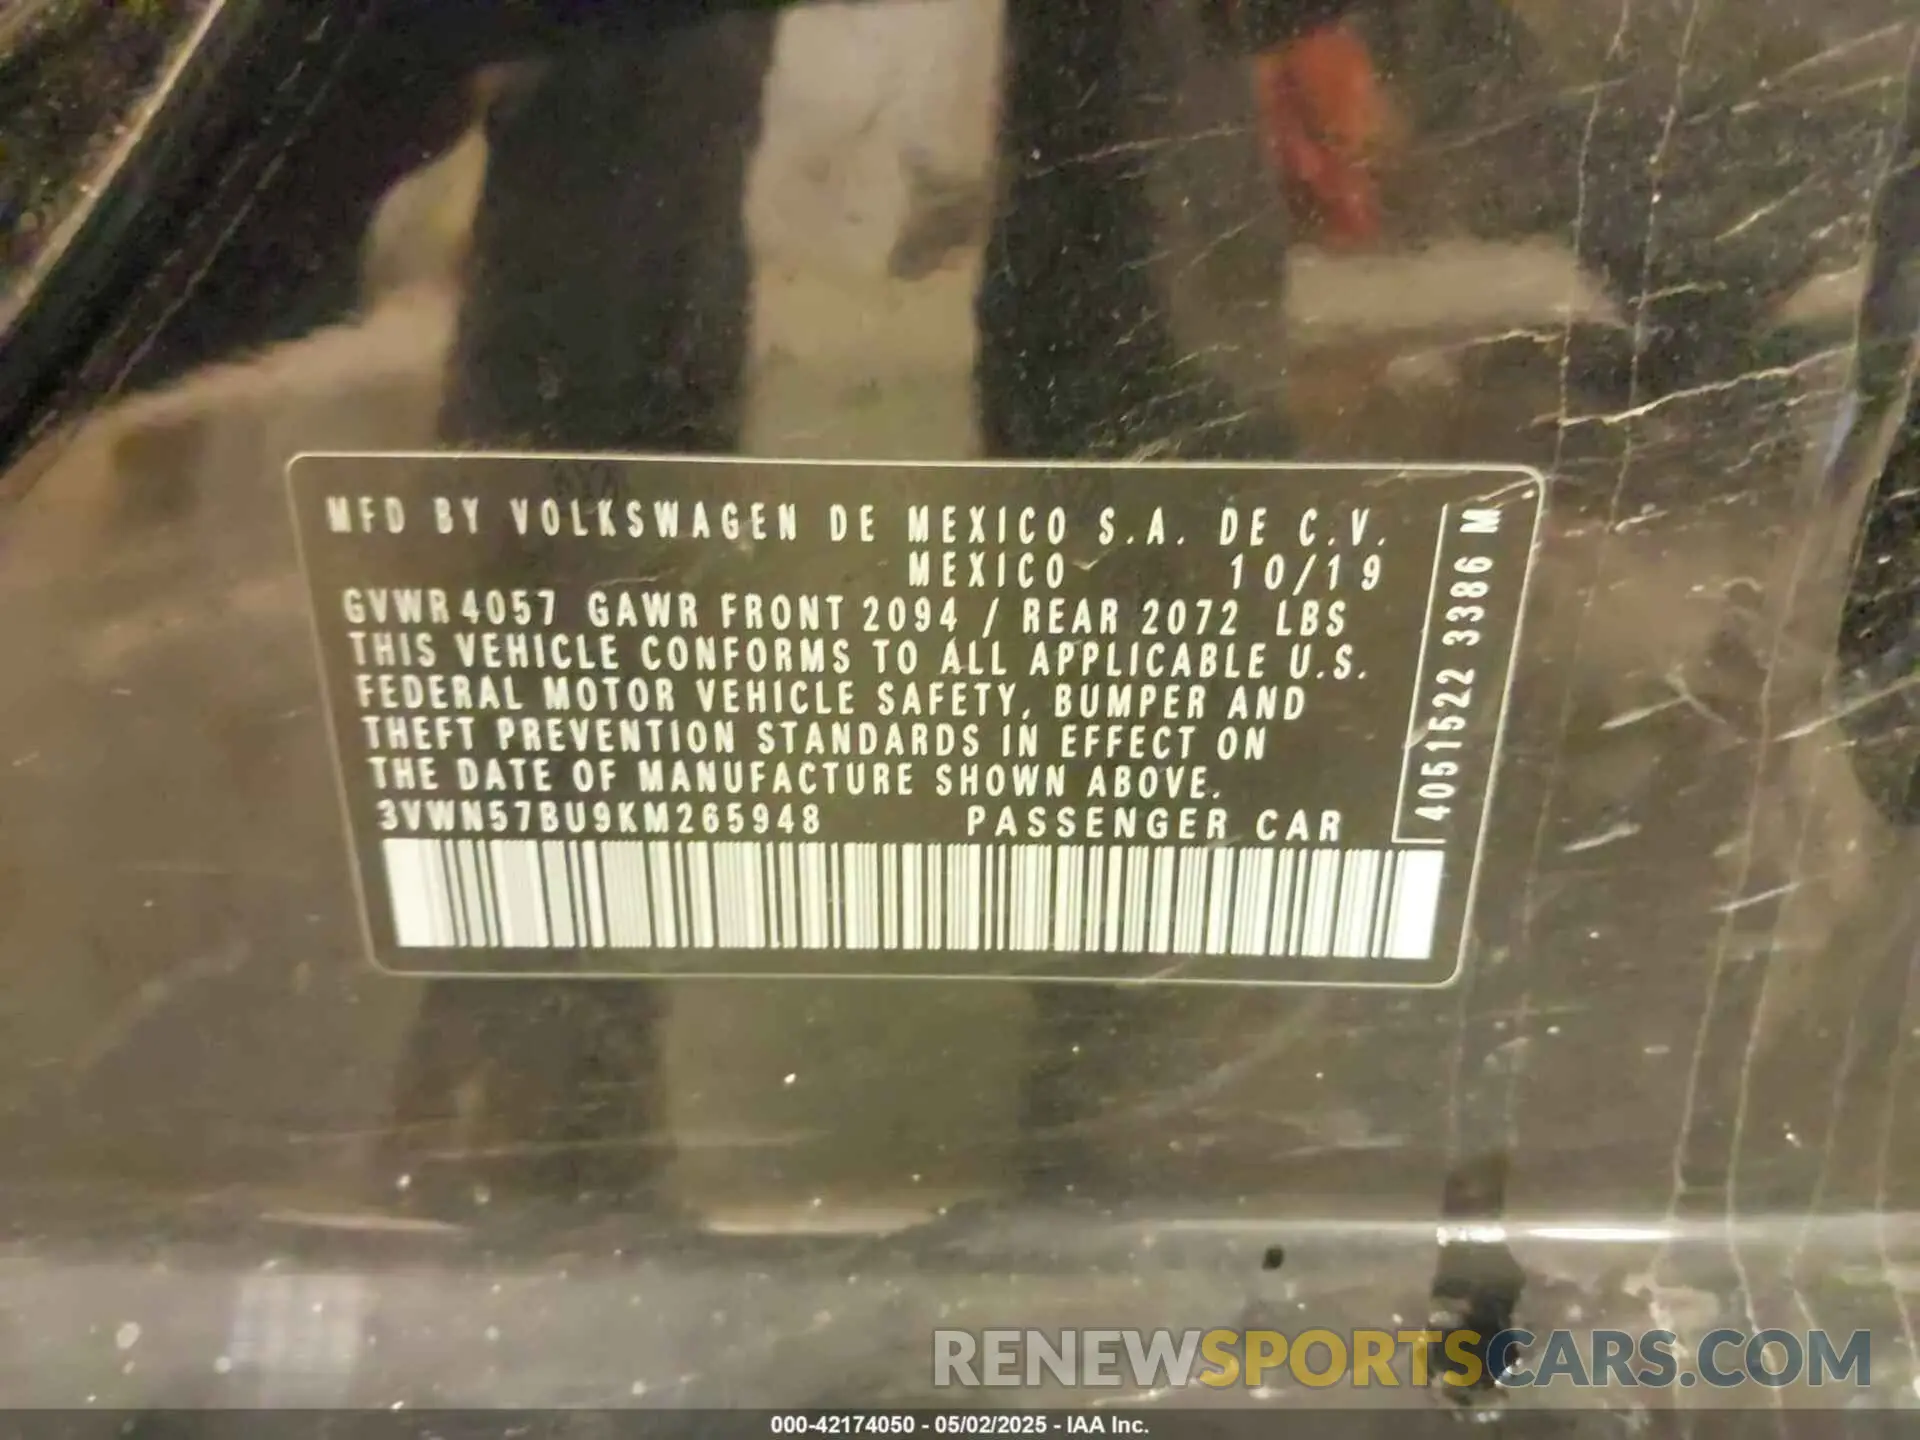 MFD BY VOLKSWAGEN DE MEXICO S.A. DE C.V.
MEXICO 10/19
GVWR 4057 GAWR FRONT 2094 / REAR 2072 LBS
THIS VEHICLE CONFORMS TO ALL APPLICABLE U.S.
FEDERAL MOTOR VEHICLE SAFETY, BUMPER AND
THEFT PREVENTION STANDARDS IN EFFECT ON
THE DATE OF MANUFACTURE SHOWN ABOVE.
3VWN57BU9KM265948 PASSENGER CAR
4051522 3386 M
RENEWSPORTSCARS.COM
000-42174050 - 05/02/2025 - IAA Inc.